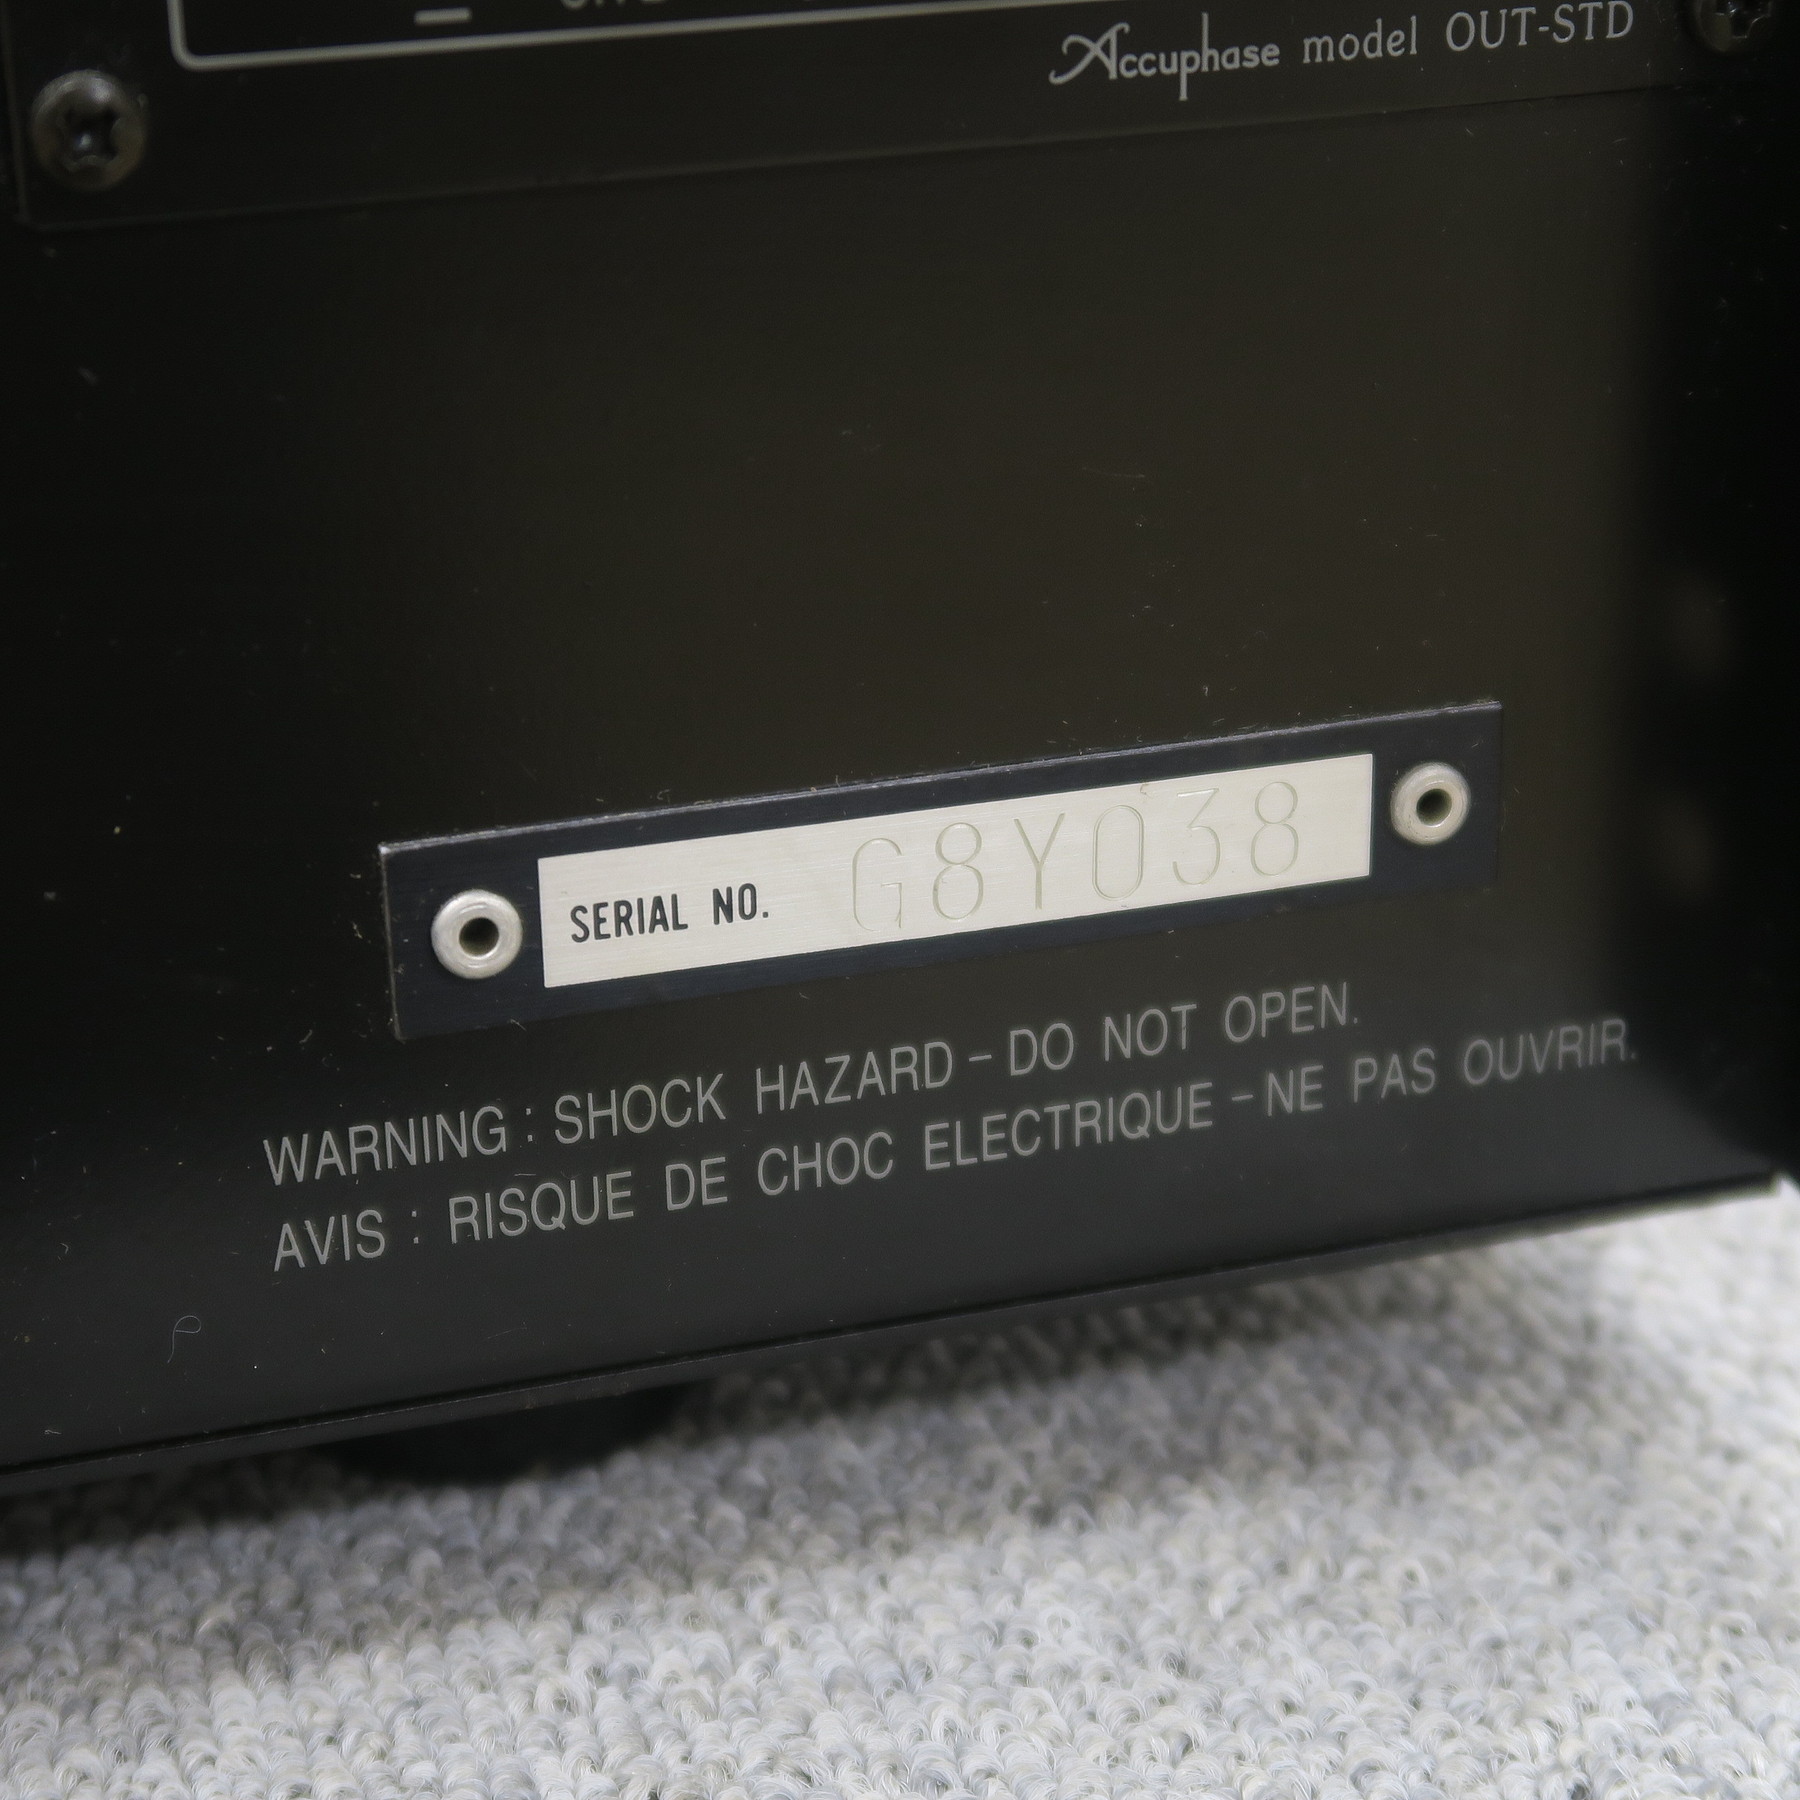 Accuphase model OUT-STD
SERIAL NO. G8Y038
WARNING : SHOCK HAZARD – DO NOT OPEN.
AVIS : RISQUE DE CHOC ELECTRIQUE – NE PAS OUVRIR.